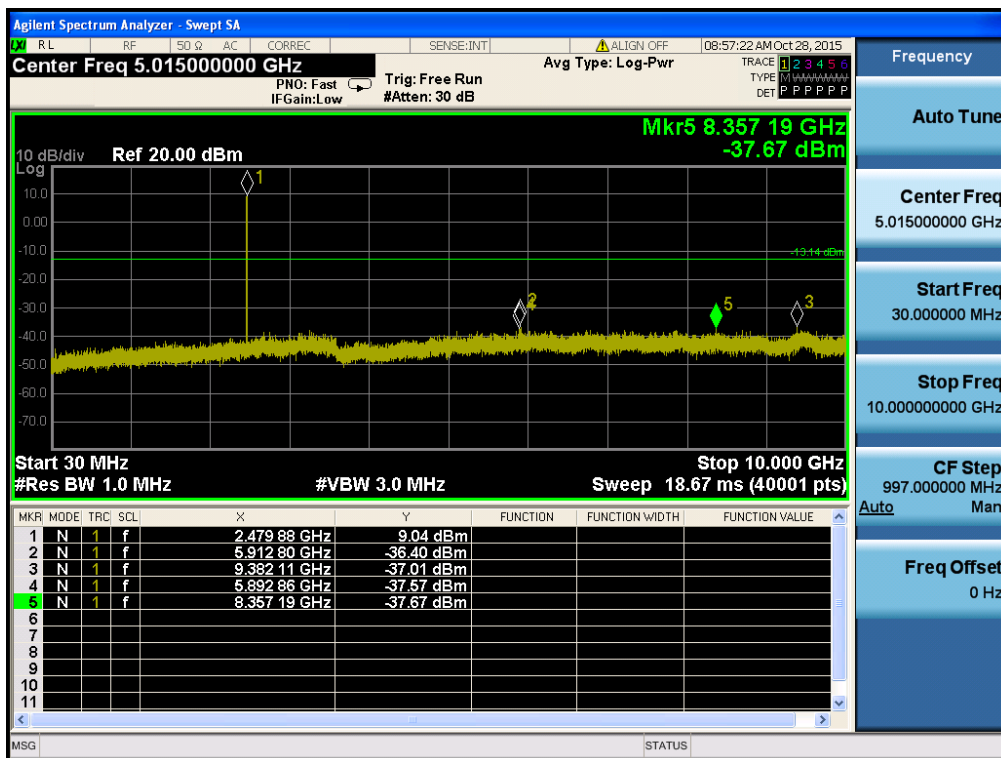 Agilent Spectrum Analyzer - Swept SA
LXI RL RF 50 Ω AC CORREC SENSE:INT ALIGN OFF 08:57:22 AM Oct 28, 2015
Center Freq 5.015000000 GHz
PNO: Fast
IFGain:Low
Trig: Free Run
#Atten: 30 dB
Avg Type: Log-Pwr
TRACE 1 2 3 4 5 6
TYPE M
DET P P P P P P
Mkr5 8.357 19 GHz
-37.67 dBm
10 dB/div Ref 20.00 dBm
Log
10.0
0.00
-10.0
-20.0
-30.0
-40.0
-50.0
-60.0
-70.0
-13.14 dBm
1
2
5
3
Start 30 MHz Stop 10.000 GHz
#Res BW 1.0 MHz #VBW 3.0 MHz Sweep 18.67 ms (40001 pts)
MKR MODE TRC SCL X Y FUNCTION FUNCTION WIDTH FUNCTION VALUE
1 N 1 f 2.479 88 GHz 9.04 dBm
2 N 1 f 5.912 80 GHz -36.40 dBm
3 N 1 f 9.382 11 GHz -37.01 dBm
4 N 1 f 5.892 86 GHz -37.57 dBm
5 N 1 f 8.357 19 GHz -37.67 dBm
6
7
8
9
10
11
MSG STATUS
Frequency
Auto Tune
Center Freq
5.015000000 GHz
Start Freq
30.000000 MHz
Stop Freq
10.000000000 GHz
CF Step
997.000000 MHz
Auto Man
Freq Offset
0 Hz